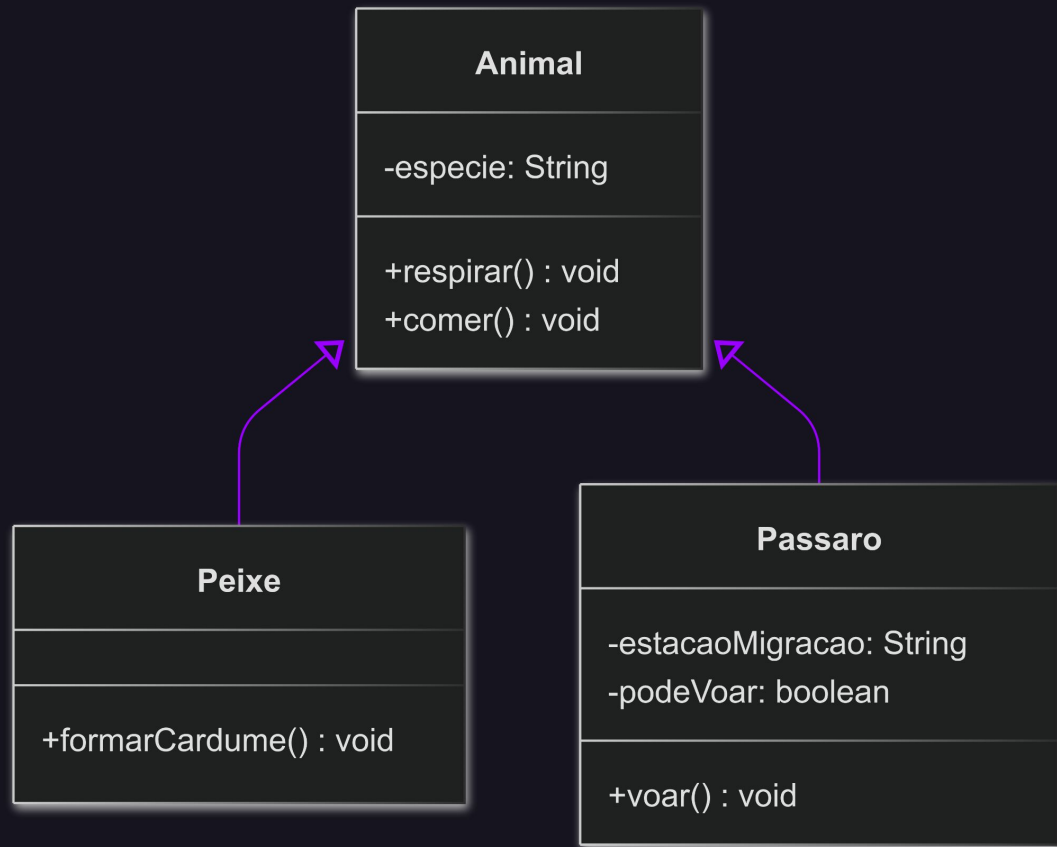 Animal
-especie: String
+respirar() : void
+comer() : void
Peixe
+formarCardume() : void
Passaro
-estacaoMigracao: String
-podeVoar: boolean
+voar() : void